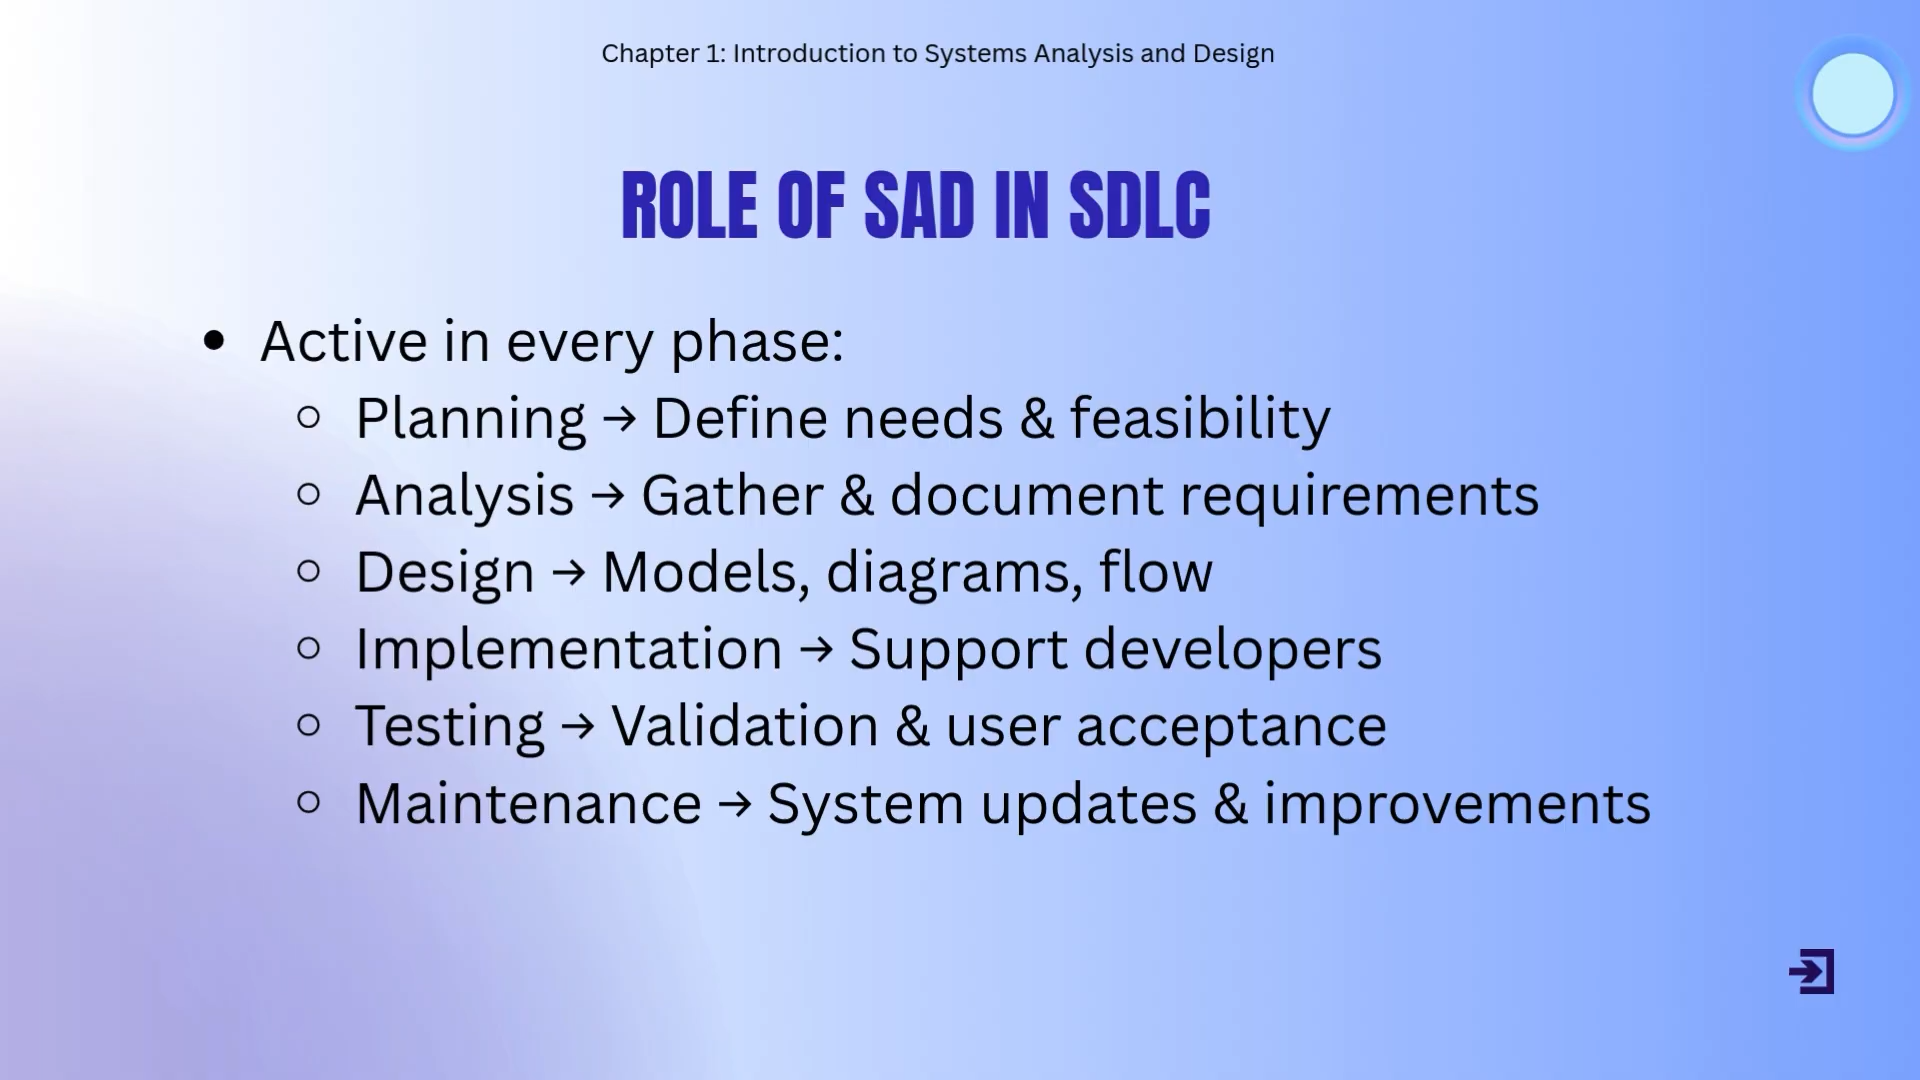 Chapter 1: Introduction to Systems Analysis and Design
ROLE OF SAD IN SDLC
• Active in every phase:
○ Planning → Define needs & feasibility
○ Analysis → Gather & document requirements
○ Design → Models, diagrams, flow
○ Implementation → Support developers
○ Testing → Validation & user acceptance
○ Maintenance → System updates & improvements